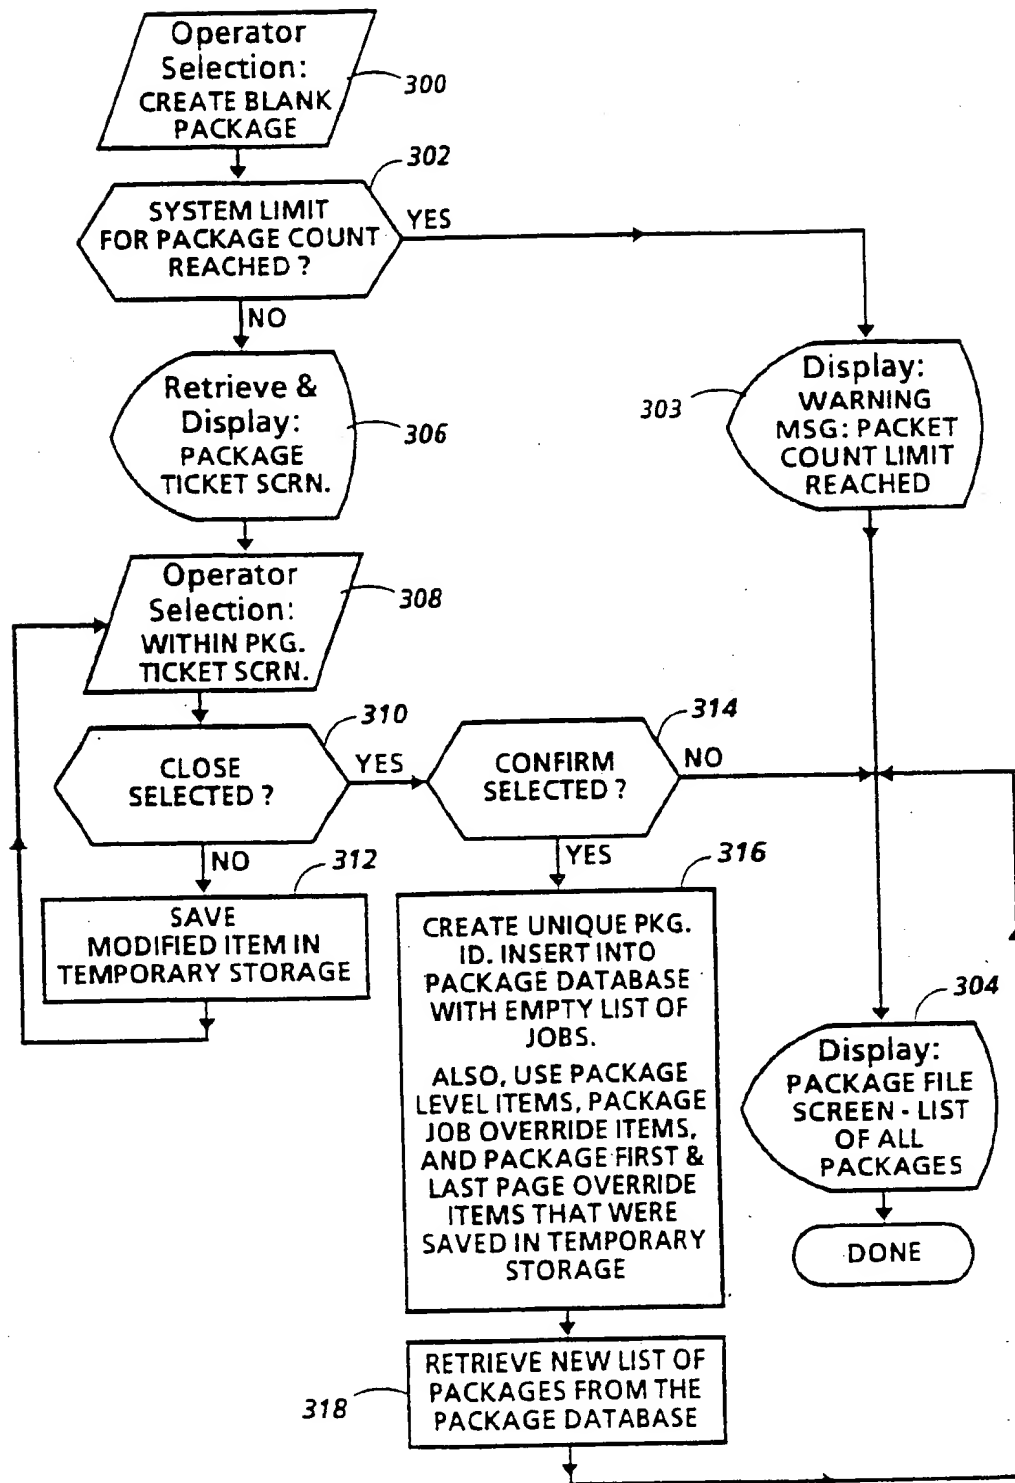 Operator
Selection:
CREATE BLANK
PACKAGE
300
302
SYSTEM LIMIT
FOR PACKAGE COUNT
REACHED ?
YES
NO
Retrieve &
Display:
PACKAGE
TICKET SCRN.
306
Display:
WARNING
MSG: PACKET
COUNT LIMIT
REACHED
303
Operator
Selection:
WITHIN PKG.
TICKET SCRN.
308
310
CLOSE
SELECTED ?
YES
NO
314
CONFIRM
SELECTED ?
NO
YES
312
SAVE
MODIFIED ITEM IN
TEMPORARY STORAGE
316
CREATE UNIQUE PKG.
ID. INSERT INTO
PACKAGE DATABASE
WITH EMPTY LIST OF
JOBS.
ALSO, USE PACKAGE
LEVEL ITEMS, PACKAGE
JOB OVERRIDE ITEMS,
AND PACKAGE FIRST &
LAST PAGE OVERRIDE
ITEMS THAT WERE
SAVED IN TEMPORARY
STORAGE
304
Display:
PACKAGE FILE
SCREEN - LIST
OF ALL
PACKAGES
DONE
RETRIEVE NEW LIST OF
PACKAGES FROM THE
PACKAGE DATABASE
318